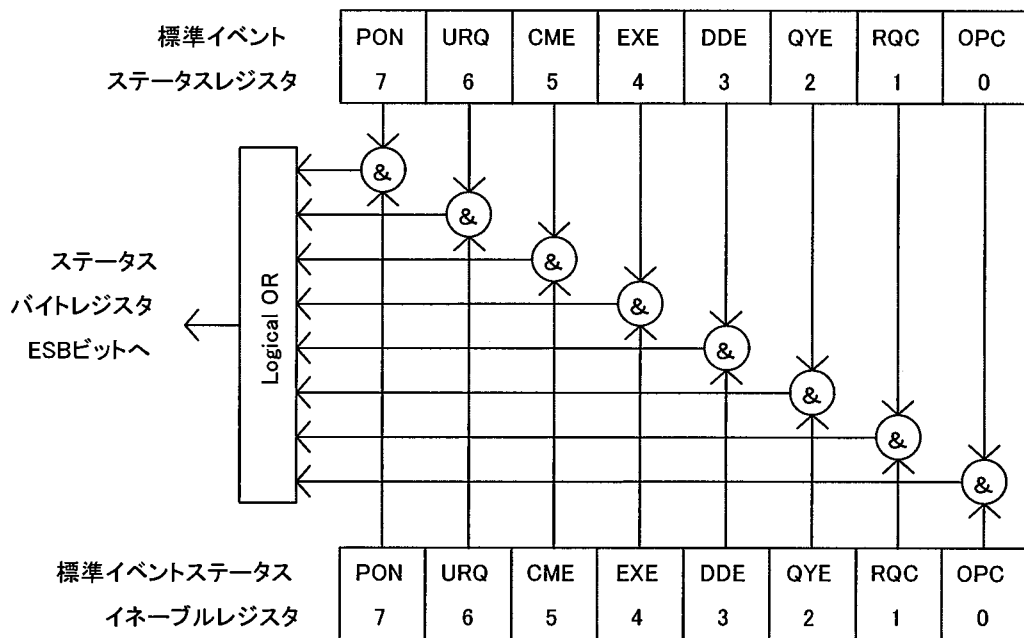 標準イベント
ステータスレジスタ
PON URQ CME EXE DDE QYE RQC OPC
7 6 5 4 3 2 1 0
&
&
&
&
&
&
&
&
Logical OR
ステータス
バイトレジスタ
ESBビットへ
標準イベントステータス
イネーブルレジスタ
PON URQ CME EXE DDE QYE RQC OPC
7 6 5 4 3 2 1 0